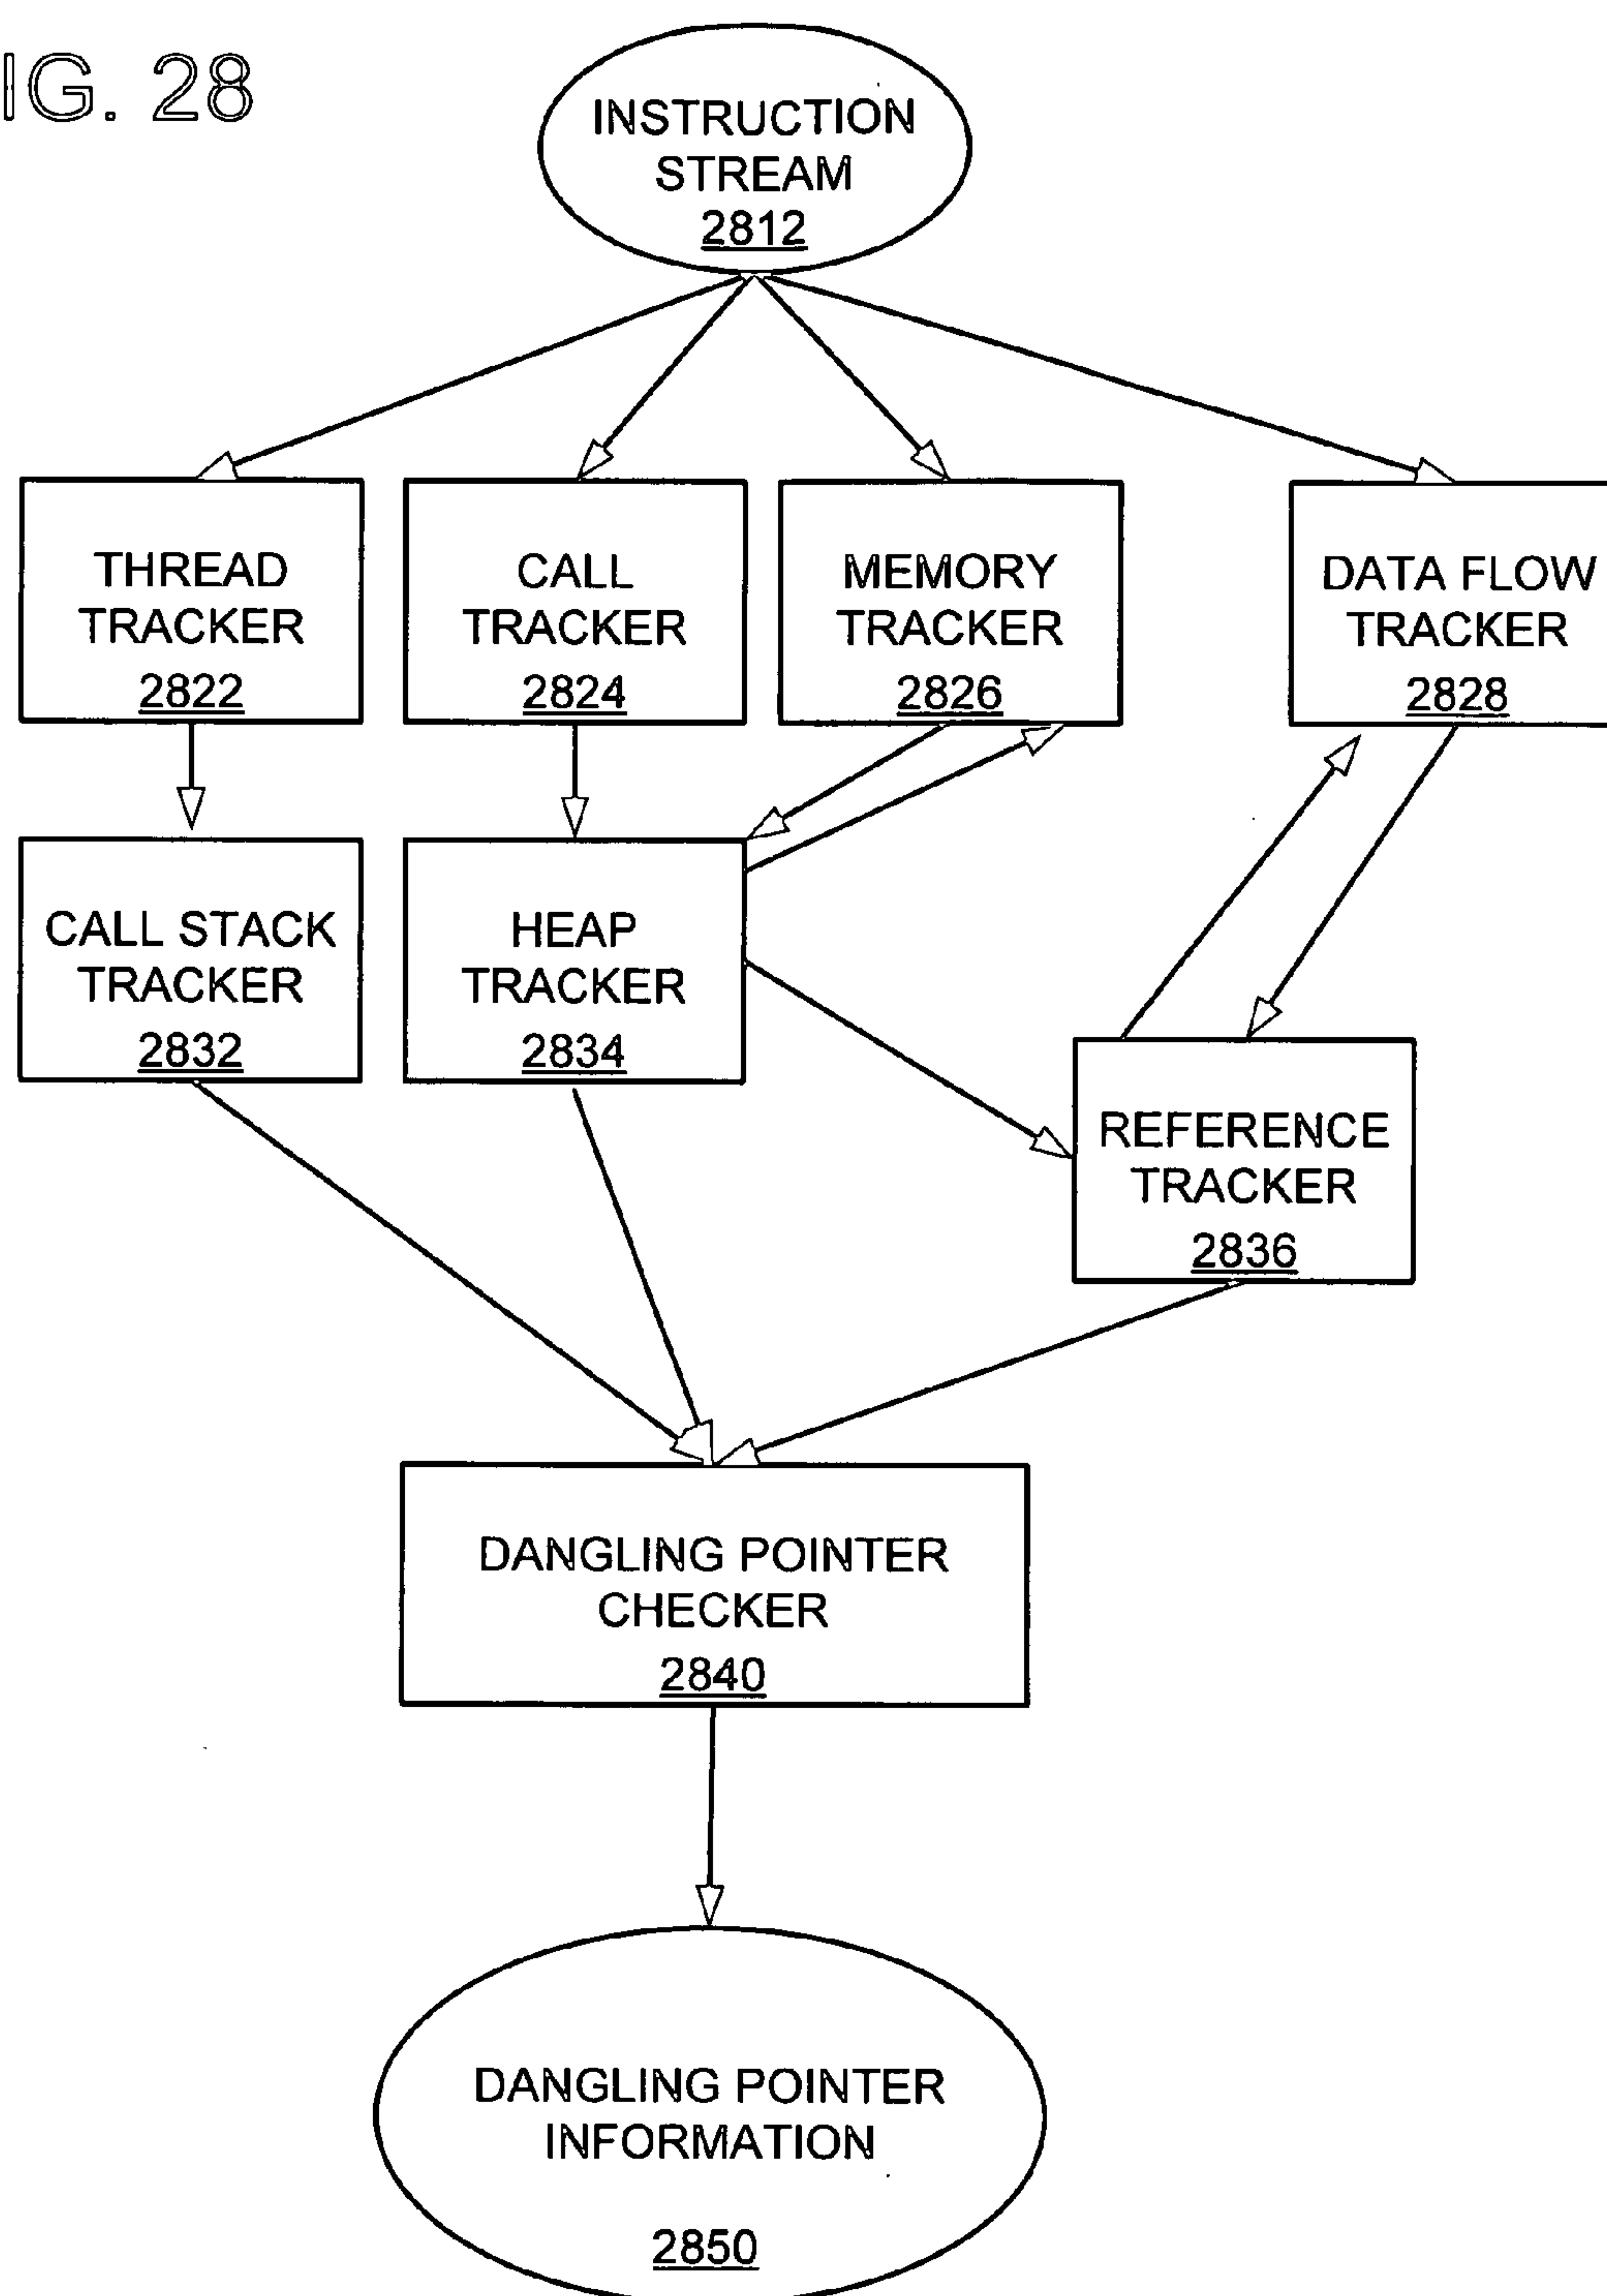 IG. 28
INSTRUCTION
STREAM
2812
THREAD
TRACKER
2822
CALL
TRACKER
2824
MEMORY
TRACKER
2826
DATA FLOW
TRACKER
2828
CALL STACK
TRACKER
2832
HEAP
TRACKER
2834
REFERENCE
TRACKER
2836
DANGLING POINTER
CHECKER
2840
DANGLING POINTER
INFORMATION
2850